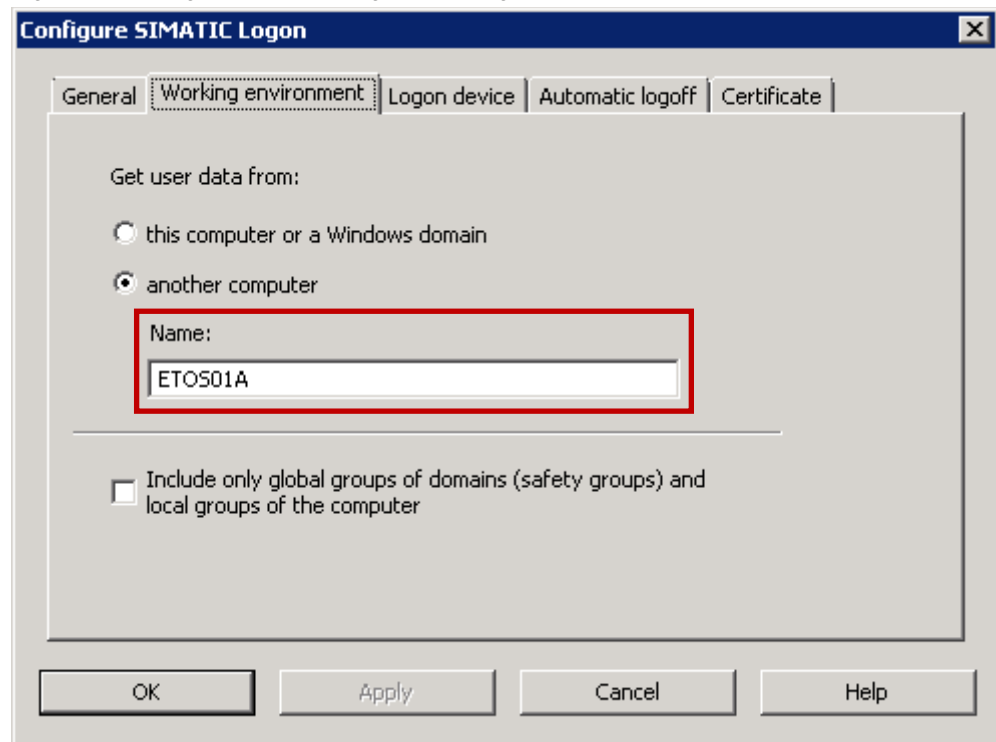 Configure SIMATIC Logon
General Working environment Logon device Automatic logoff Certificate
Get user data from:
this computer or a Windows domain
another computer
Name:
ETOS01A
Include only global groups of domains (safety groups) and
local groups of the computer
OK Apply Cancel Help